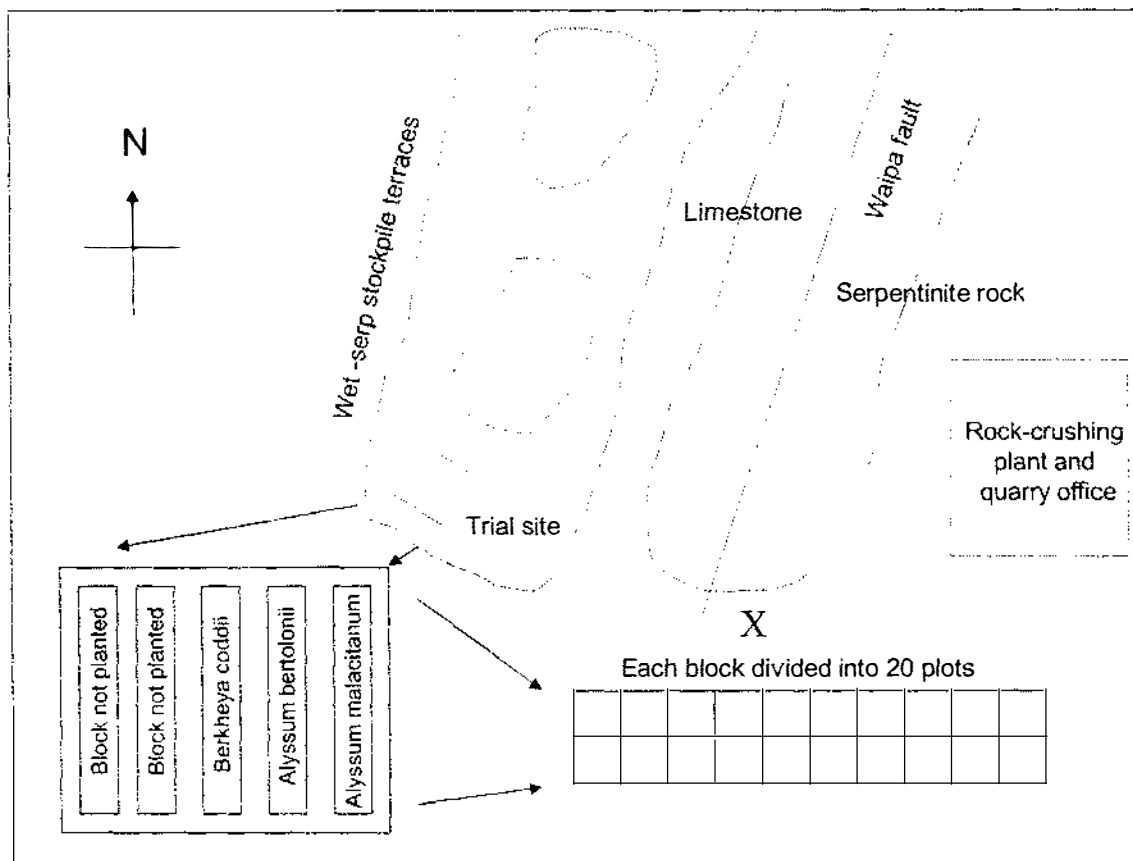 N
Wet -serp stockpile terraces
Limestone
Waipa fault
Serpentinite rock
Rock-crushing
plant and
quarry office
Trial site
X
Each block divided into 20 plots
Block not planted
Block not planted
Berkheya coddii
Alyssum bertolonii
Alyssum malacitanum